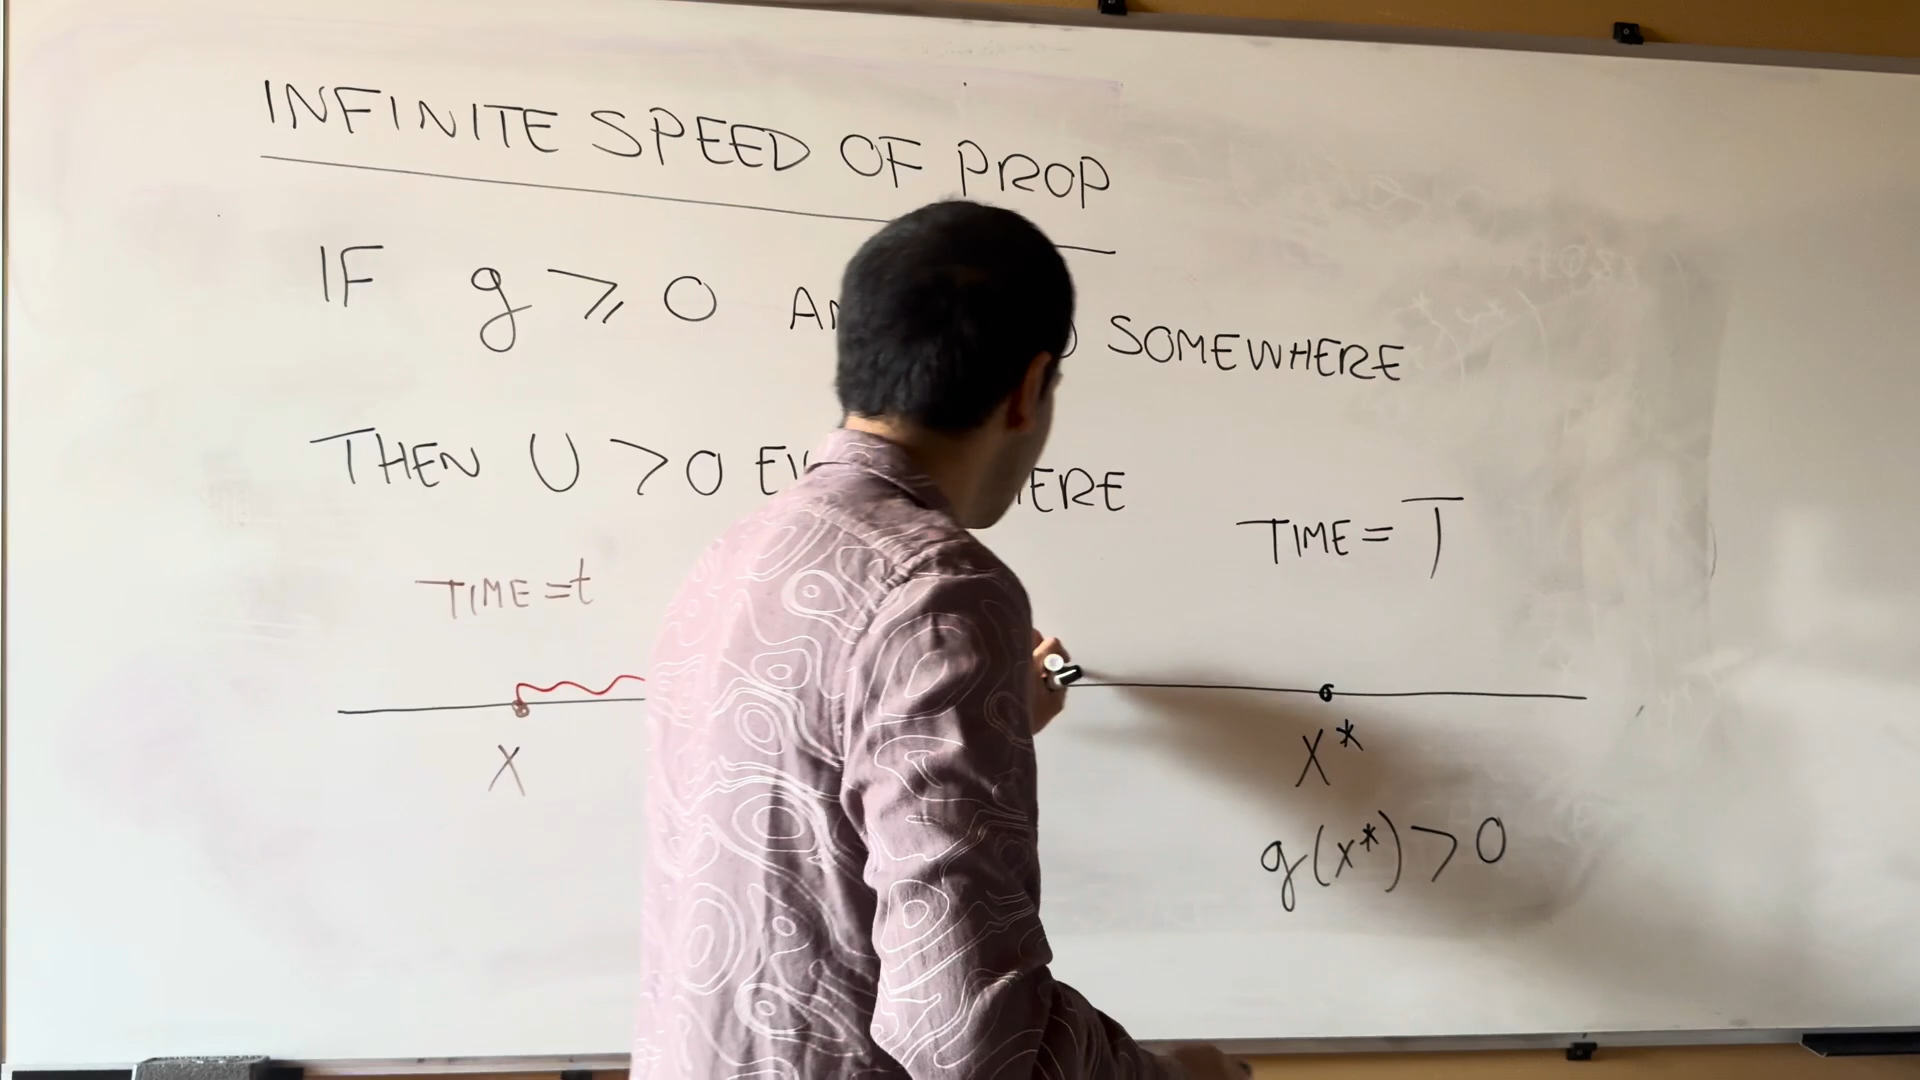 INFINITE SPEED OF PROP
IF g ⩾ 0 SOMEWHERE
THEN U > 0
TIME = T
TIME = t
X
X*
g(x*) > 0